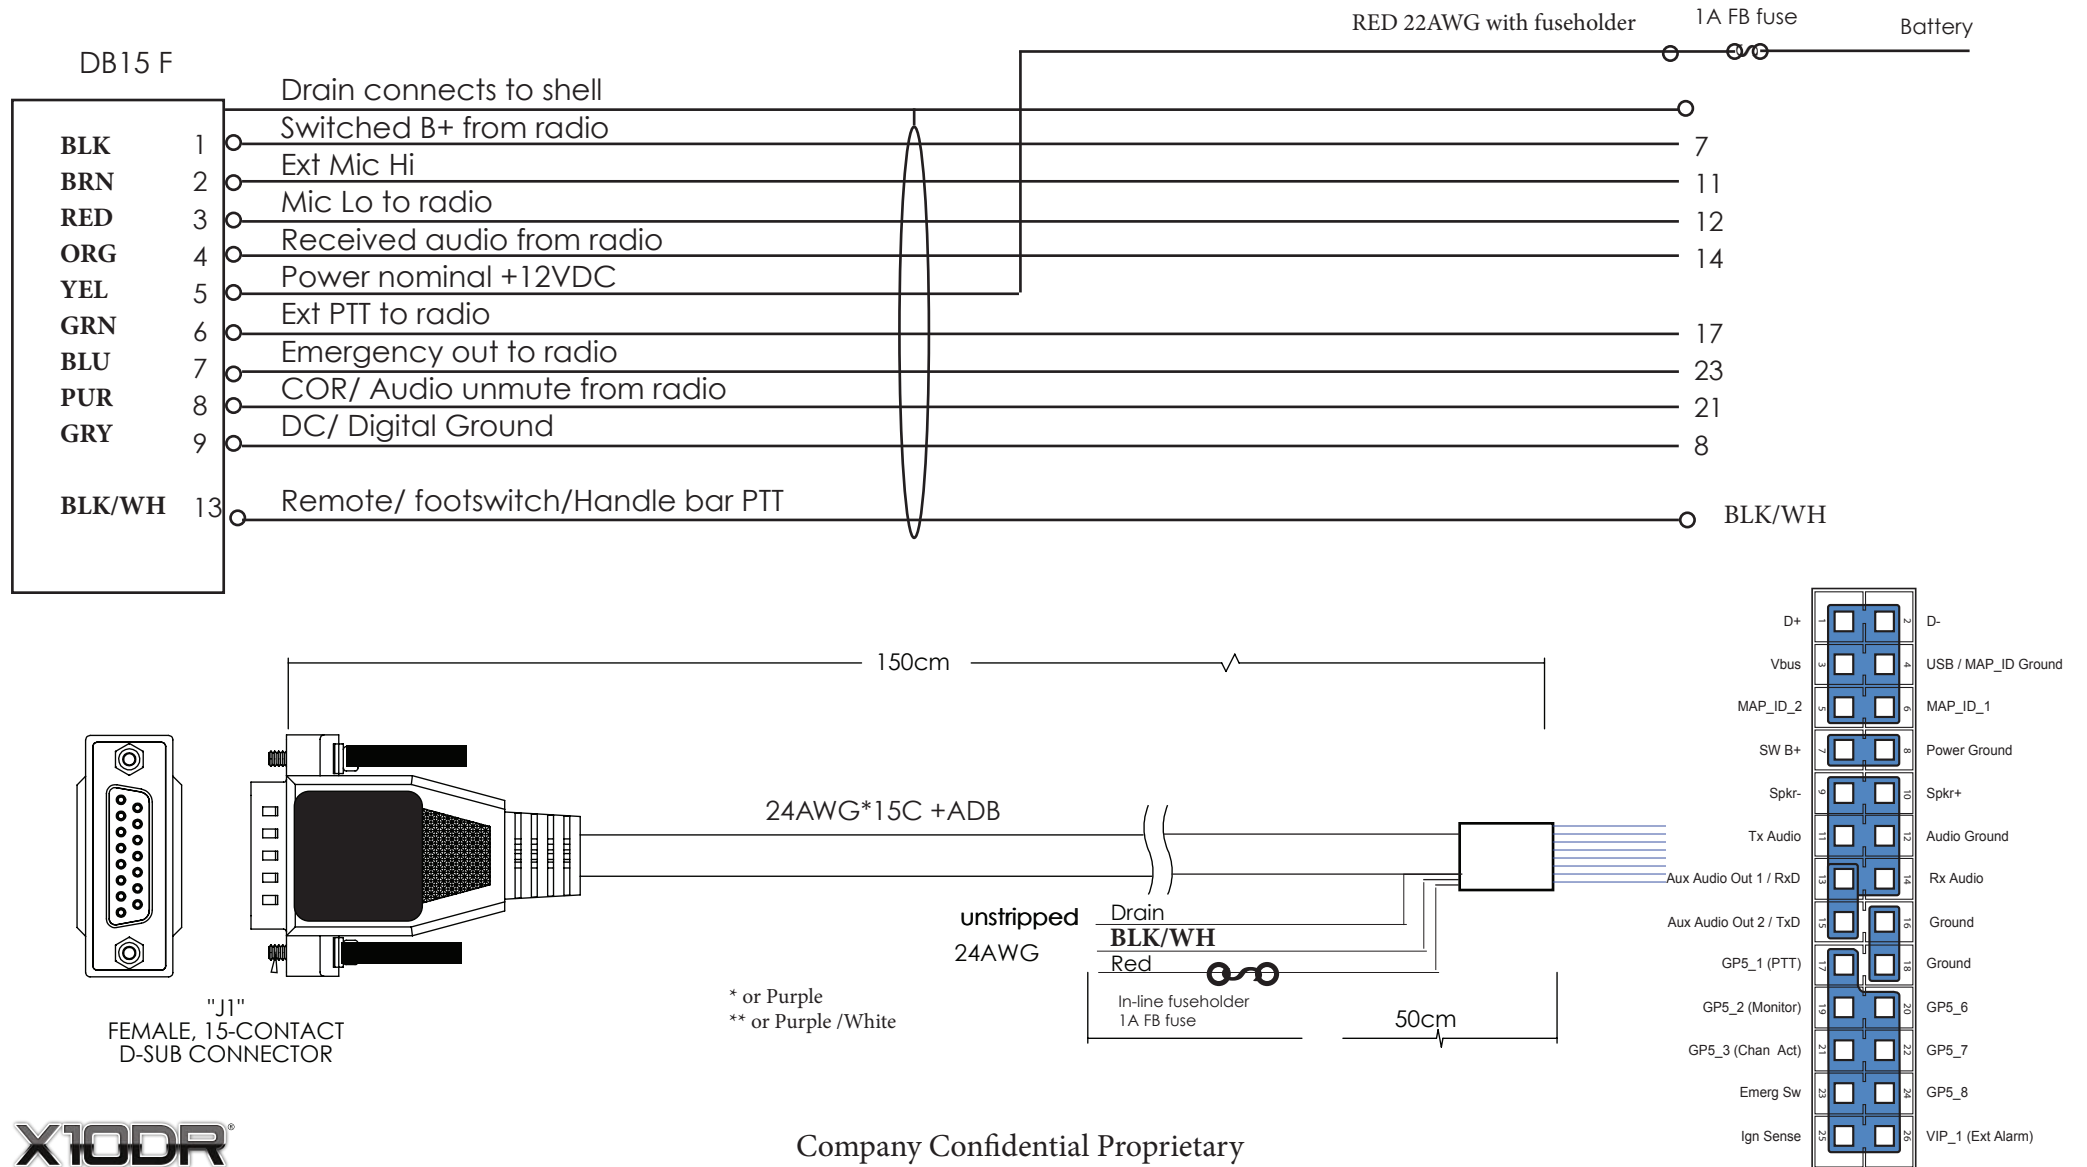 RED 22AWG with fuseholder
1A FB fuse
Battery
DB15 F
Drain connects to shell
BLK 1 Switched B+ from radio 7
BRN 2 Ext Mic Hi 11
RED 3 Mic Lo to radio 12
ORG 4 Received audio from radio 14
YEL 5 Power nominal +12VDC
GRN 6 Ext PTT to radio 17
BLU 7 Emergency out to radio 23
PUR 8 COR/ Audio unmute from radio 21
GRY 9 DC/ Digital Ground 8
BLK/WH 13 Remote/ footswitch/Handle bar PTT BLK/WH
150cm
24AWG*15C +ADB
unstripped
24AWG
Drain
BLK/WH
Red
In-line fuseholder
1A FB fuse
50cm
* or Purple
** or Purple /White
"J1"
FEMALE, 15-CONTACT
D-SUB CONNECTOR
D+ 1 2 D-
Vbus 3 4 USB / MAP_ID Ground
MAP_ID_2 5 6 MAP_ID_1
SW B+ 7 8 Power Ground
Spkr- 9 10 Spkr+
Tx Audio 11 12 Audio Ground
Aux Audio Out 1 / RxD 13 14 Rx Audio
Aux Audio Out 2 / TxD 15 16 Ground
GP5_1 (PTT) 17 18 Ground
GP5_2 (Monitor) 19 20 GP5_6
GP5_3 (Chan Act) 21 22 GP5_7
Emerg Sw 23 24 GP5_8
Ign Sense 25 26 VIP_1 (Ext Alarm)
X10DR®
Company Confidential Proprietary